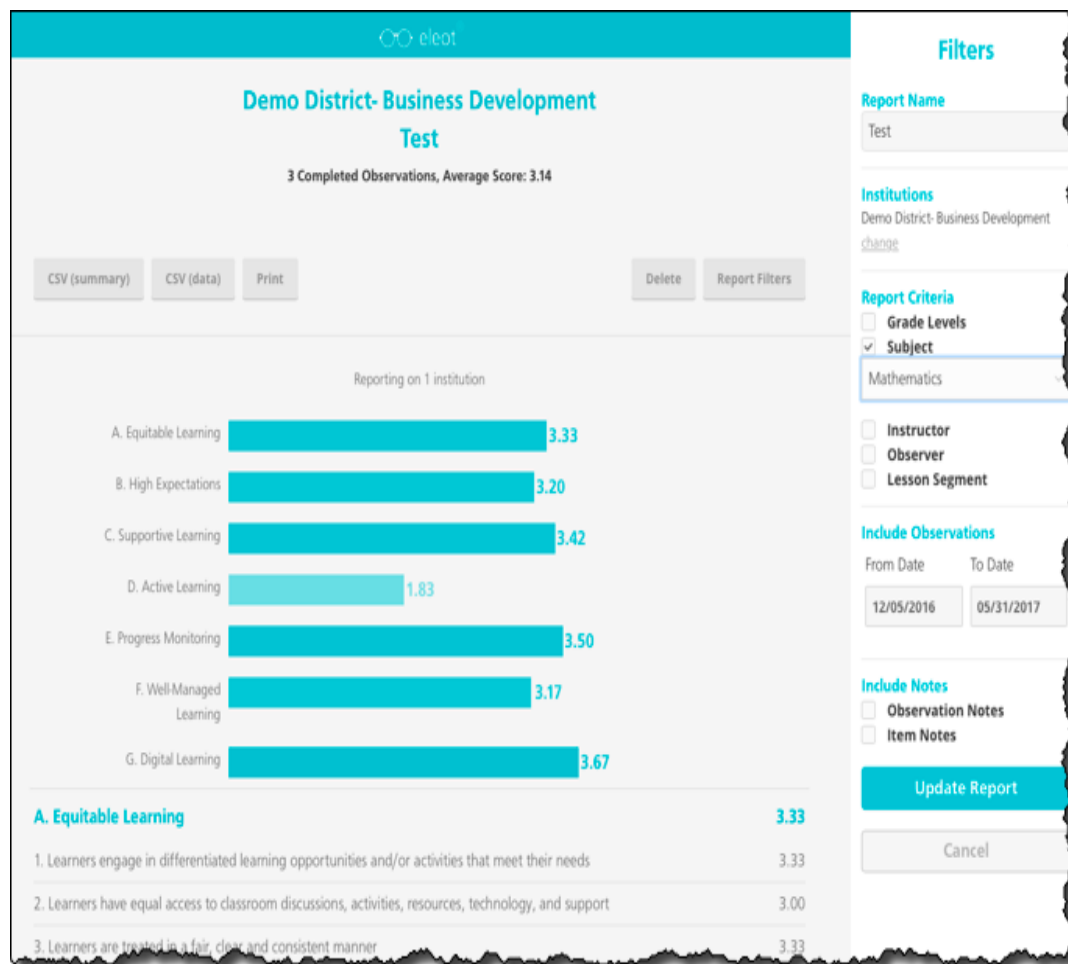 eleot
Demo District- Business Development
Test
3 Completed Observations, Average Score: 3.14
CSV (summary)
CSV (data)
Print
Delete
Report Filters
Reporting on 1 institution
A. Equitable Learning 3.33
B. High Expectations 3.20
C. Supportive Learning 3.42
D. Active Learning 1.83
E. Progress Monitoring 3.50
F. Well-Managed
Learning 3.17
G. Digital Learning 3.67
A. Equitable Learning 3.33
1. Learners engage in differentiated learning opportunities and/or activities that meet their needs 3.33
2. Learners have equal access to classroom discussions, activities, resources, technology, and support 3.00
3. Learners are treated in a fair, clear and consistent manner 3.33
Filters
Report Name
Test
Institutions
Demo District- Business Development
change
Report Criteria
Grade Levels
Subject
Mathematics
Instructor
Observer
Lesson Segment
Include Observations
From Date To Date
12/05/2016 05/31/2017
Include Notes
Observation Notes
Item Notes
Update Report
Cancel